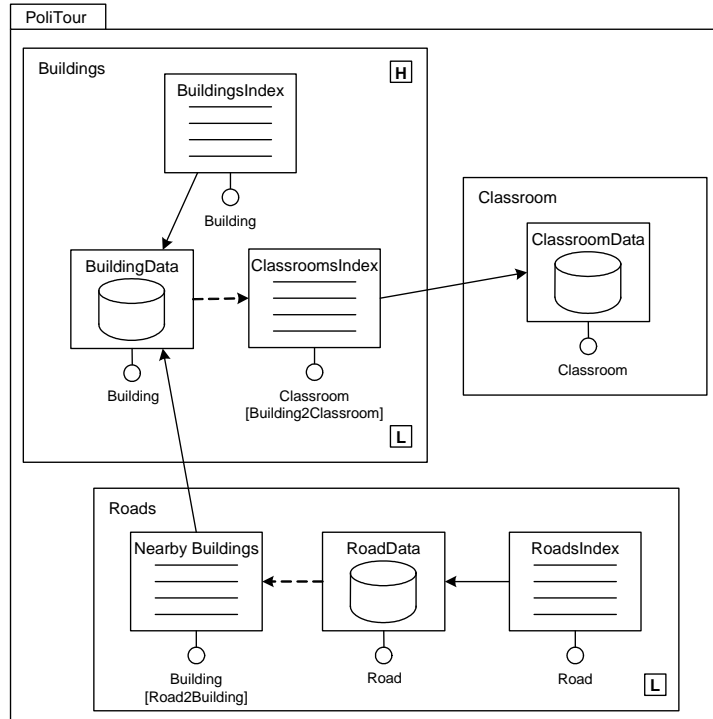 PoliTour
Buildings
H
BuildingsIndex
Building
Classroom
BuildingData
ClassroomsIndex
ClassroomData
Building
Classroom
[Building2Classroom]
Classroom
L
Roads
Nearby Buildings
RoadData
RoadsIndex
Building
[Road2Building]
Road
Road
L